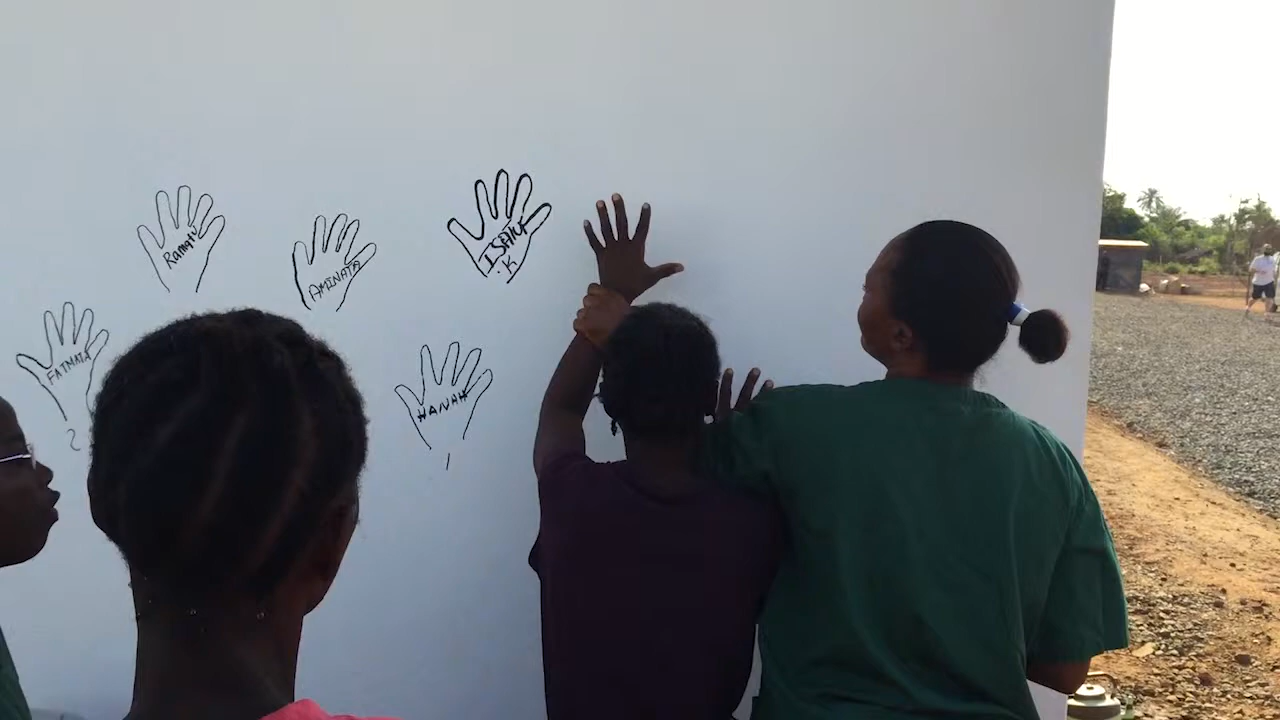 Ramatu
AMINATA
ISATU
.K
FATMATA
HANAH